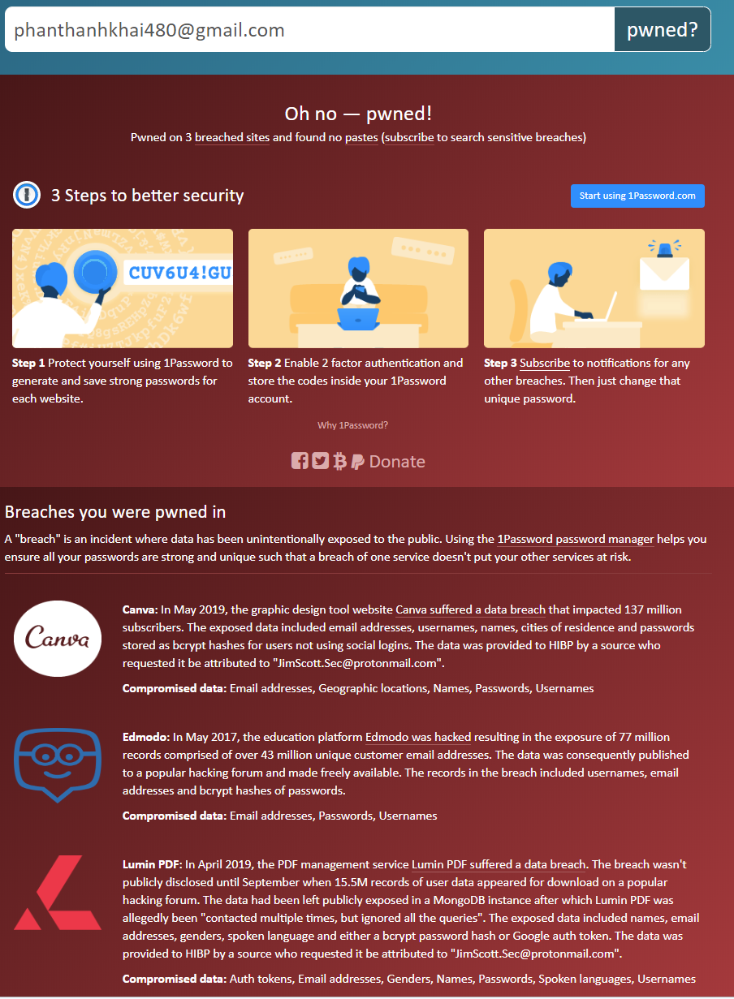 phanthanhkhai480@gmail.com
pwned?
Oh no — pwned!
Pwned on 3 breached sites and found no pastes (subscribe to search sensitive breaches)
3 Steps to better security
Start using 1Password.com
CUV6U4!GU
Step 1 Protect yourself using 1Password to
generate and save strong passwords for
each website.
Step 2 Enable 2 factor authentication and
store the codes inside your 1Password
account.
Step 3 Subscribe to notifications for any
other breaches. Then just change that
unique password.
Why 1Password?
Donate
Breaches you were pwned in
A "breach" is an incident where data has been unintentionally exposed to the public. Using the 1Password password manager helps you
ensure all your passwords are strong and unique such that a breach of one service doesn't put your other services at risk.
Canva
Canva: In May 2019, the graphic design tool website Canva suffered a data breach that impacted 137 million
subscribers. The exposed data included email addresses, usernames, names, cities of residence and passwords
stored as bcrypt hashes for users not using social logins. The data was provided to HIBP by a source who
requested it be attributed to "JimScott.Sec@protonmail.com".
Compromised data: Email addresses, Geographic locations, Names, Passwords, Usernames
Edmodo: In May 2017, the education platform Edmodo was hacked resulting in the exposure of 77 million
records comprised of over 43 million unique customer email addresses. The data was consequently published
to a popular hacking forum and made freely available. The records in the breach included usernames, email
addresses and bcrypt hashes of passwords.
Compromised data: Email addresses, Passwords, Usernames
Lumin PDF: In April 2019, the PDF management service Lumin PDF suffered a data breach. The breach wasn't
publicly disclosed until September when 15.5M records of user data appeared for download on a popular
hacking forum. The data had been left publicly exposed in a MongoDB instance after which Lumin PDF was
allegedly been "contacted multiple times, but ignored all the queries". The exposed data included names, email
addresses, genders, spoken language and either a bcrypt password hash or Google auth token. The data was
provided to HIBP by a source who requested it be attributed to "JimScott.Sec@protonmail.com".
Compromised data: Auth tokens, Email addresses, Genders, Names, Passwords, Spoken languages, Usernames